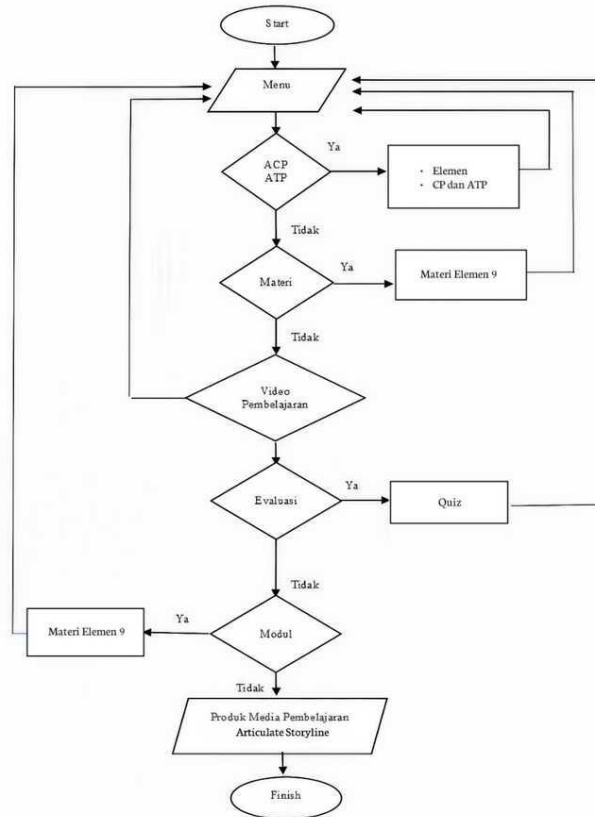 Start
Menu
ACP
ATP
Ya
• Elemen
• CP dan ATP
Tidak
Materi
Ya
Materi Elemen 9
Tidak
Video
Pembelajaran
Evaluasi
Ya
Quiz
Tidak
Materi Elemen 9
Ya
Modul
Tidak
Produk Media Pembelajaran
Articulate Storyline
Finish